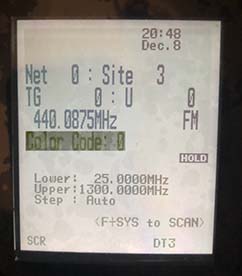 20:48
Dec.8
Net 0 : Site 3
TG 0 : U 0
440.0875MHz FM
Color Code: 0
HOLD
Lower: 25.0000MHz
Upper:1300.0000MHz
Step : Auto
<F+SYS to SCAN>
SCR DT3